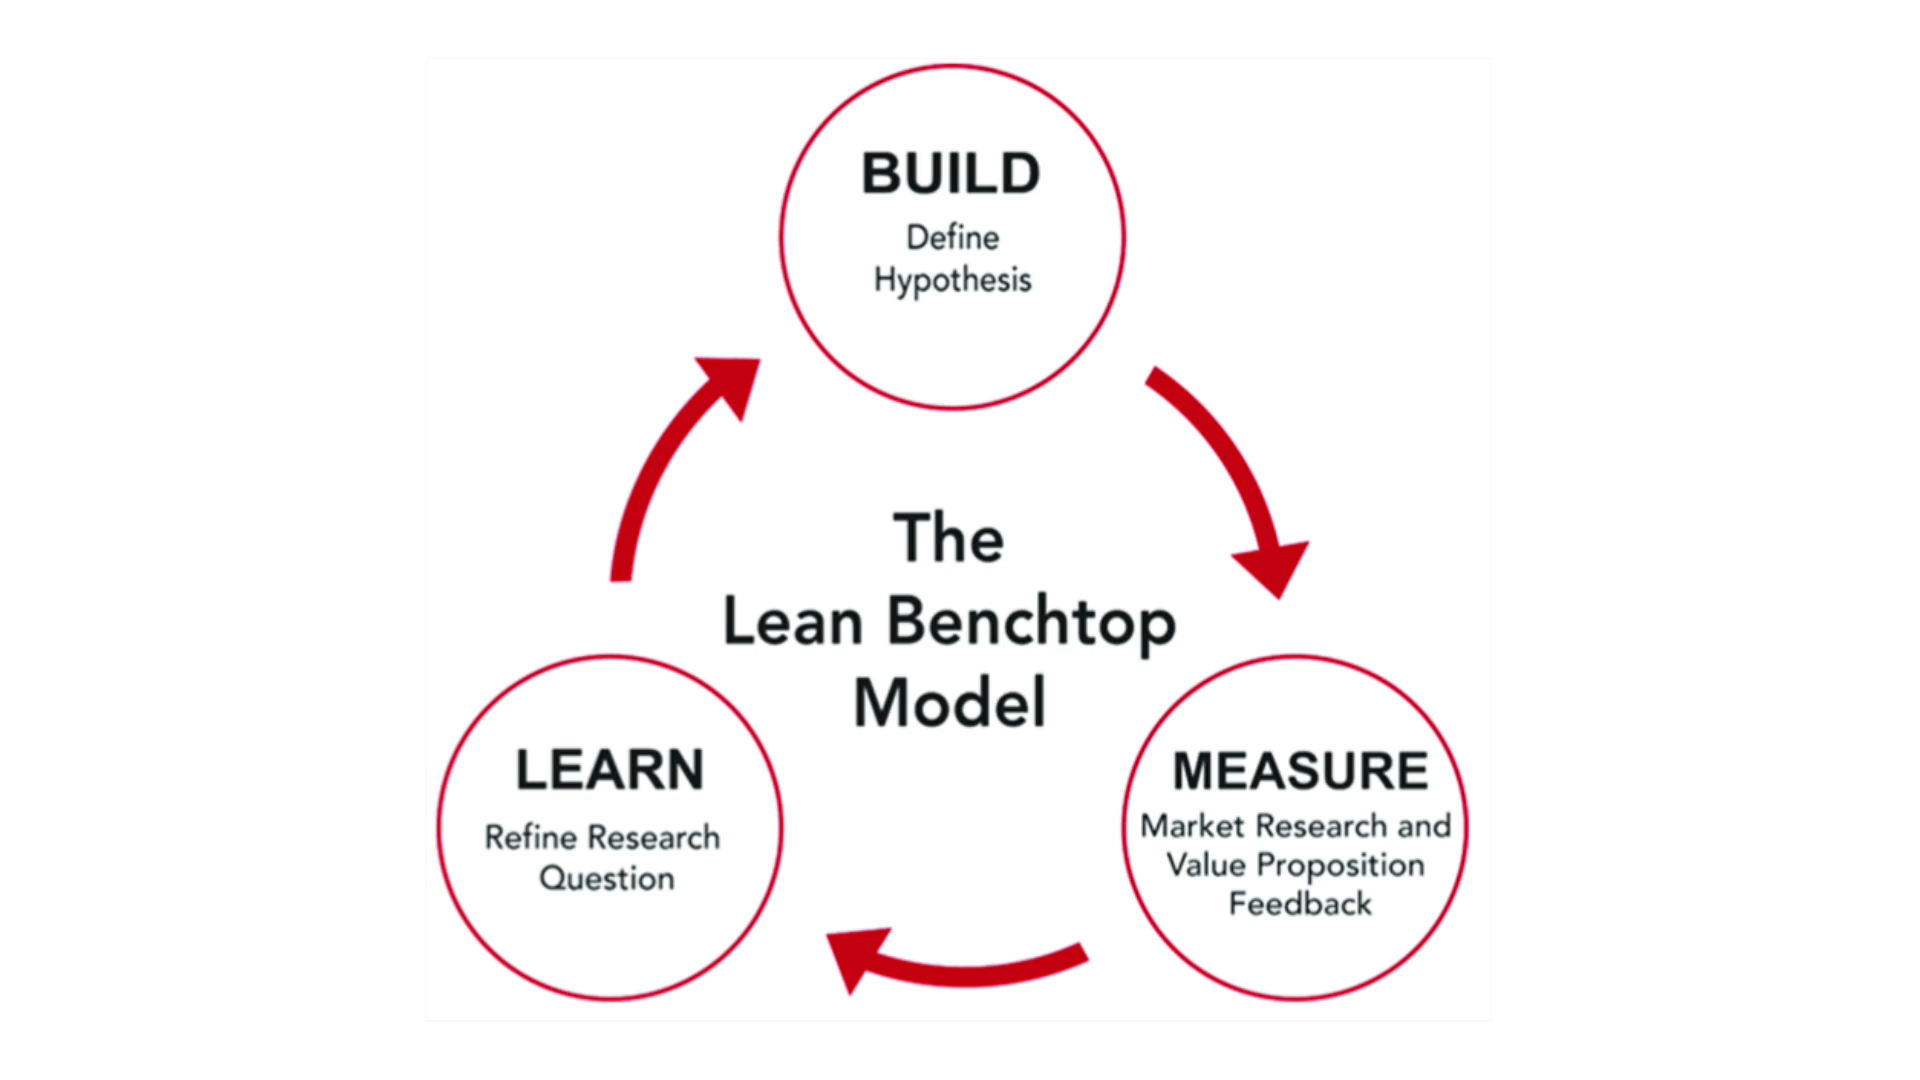 BUILD
Define
Hypothesis
The
Lean Benchtop
Model
LEARN
Refine Research
Question
MEASURE
Market Research and
Value Proposition
Feedback